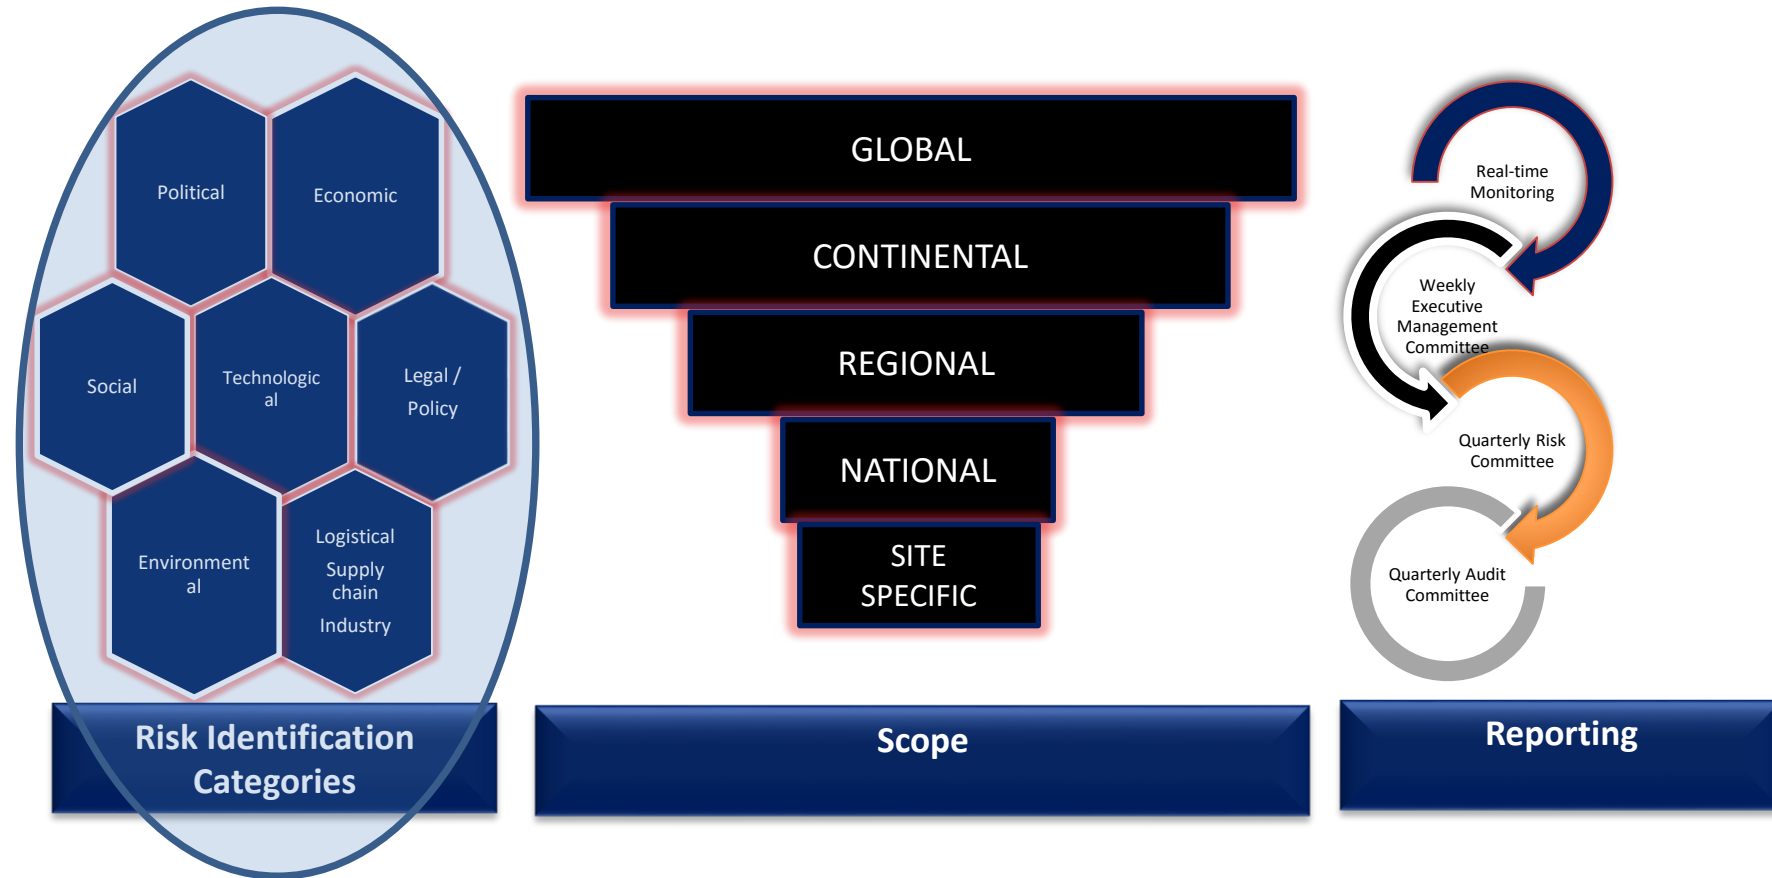 Political
Economic
Social
Technologic
al
Legal /
Policy
Environment
al
Logistical
Supply
chain
Industry
Risk Identification
Categories
GLOBAL
CONTINENTAL
REGIONAL
NATIONAL
SITE
SPECIFIC
Scope
Real-time
Monitoring
Weekly
Executive
Management
Committee
Quarterly Risk
Committee
Quarterly Audit
Committee
Reporting